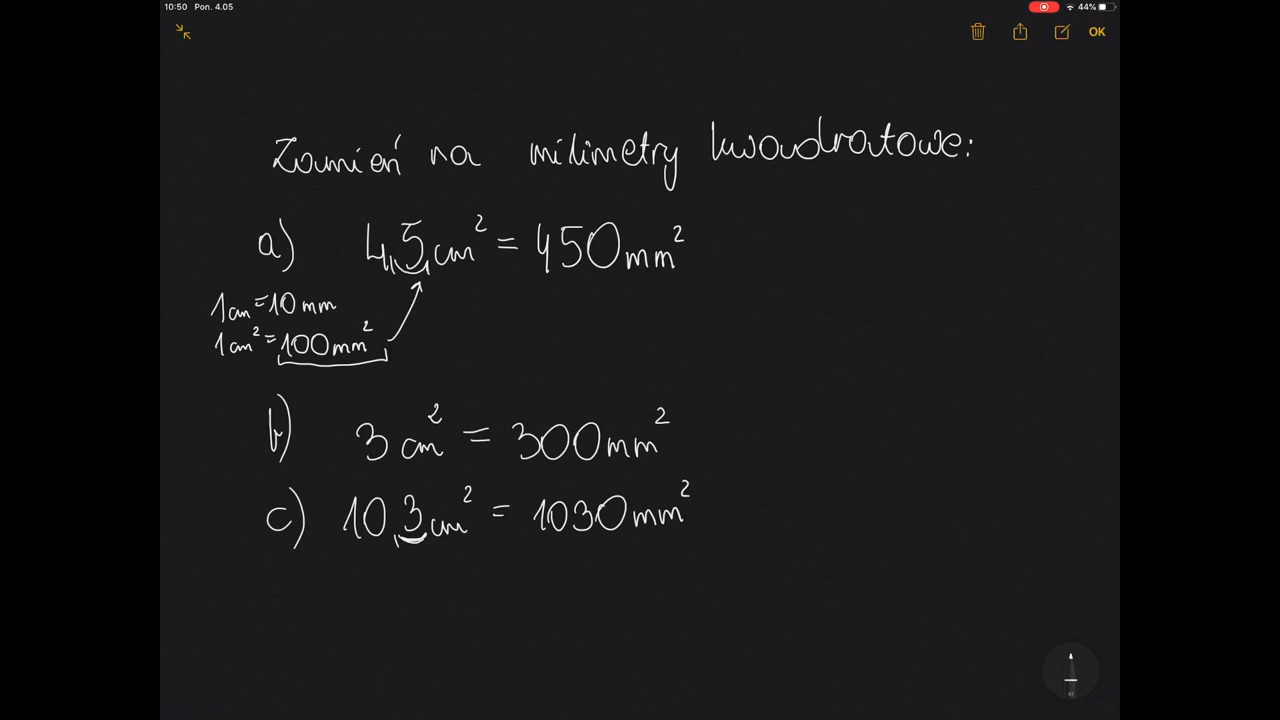 10:50 Pon. 4.05 44%
OK
Zamień na milimetry kwadratowe:
a) 4,5 cm² = 450 mm²
1 cm = 10 mm
1 cm² = 100 mm²
b) 3 cm² = 300 mm²
c) 10,3 cm² = 1030 mm²